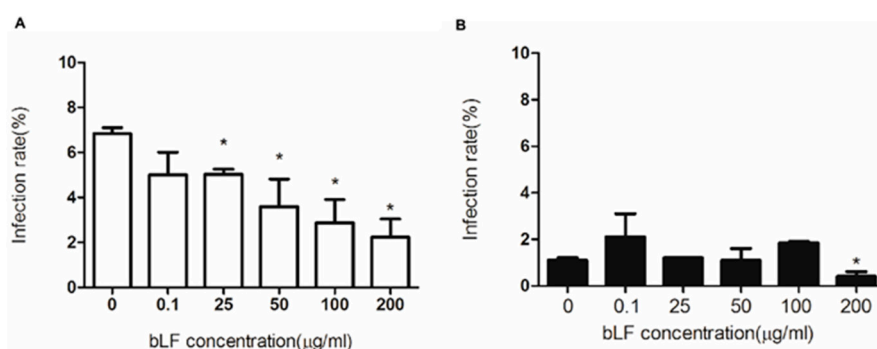 A
10
8
6
4
2
0
Infection rate(%)
* * * *
0 0.1 25 50 100 200
bLF concentration(µg/ml)
B
10
8
6
4
2
0
Infection rate(%)
*
0 0.1 25 50 100 200
bLF concentration(µg/ml)